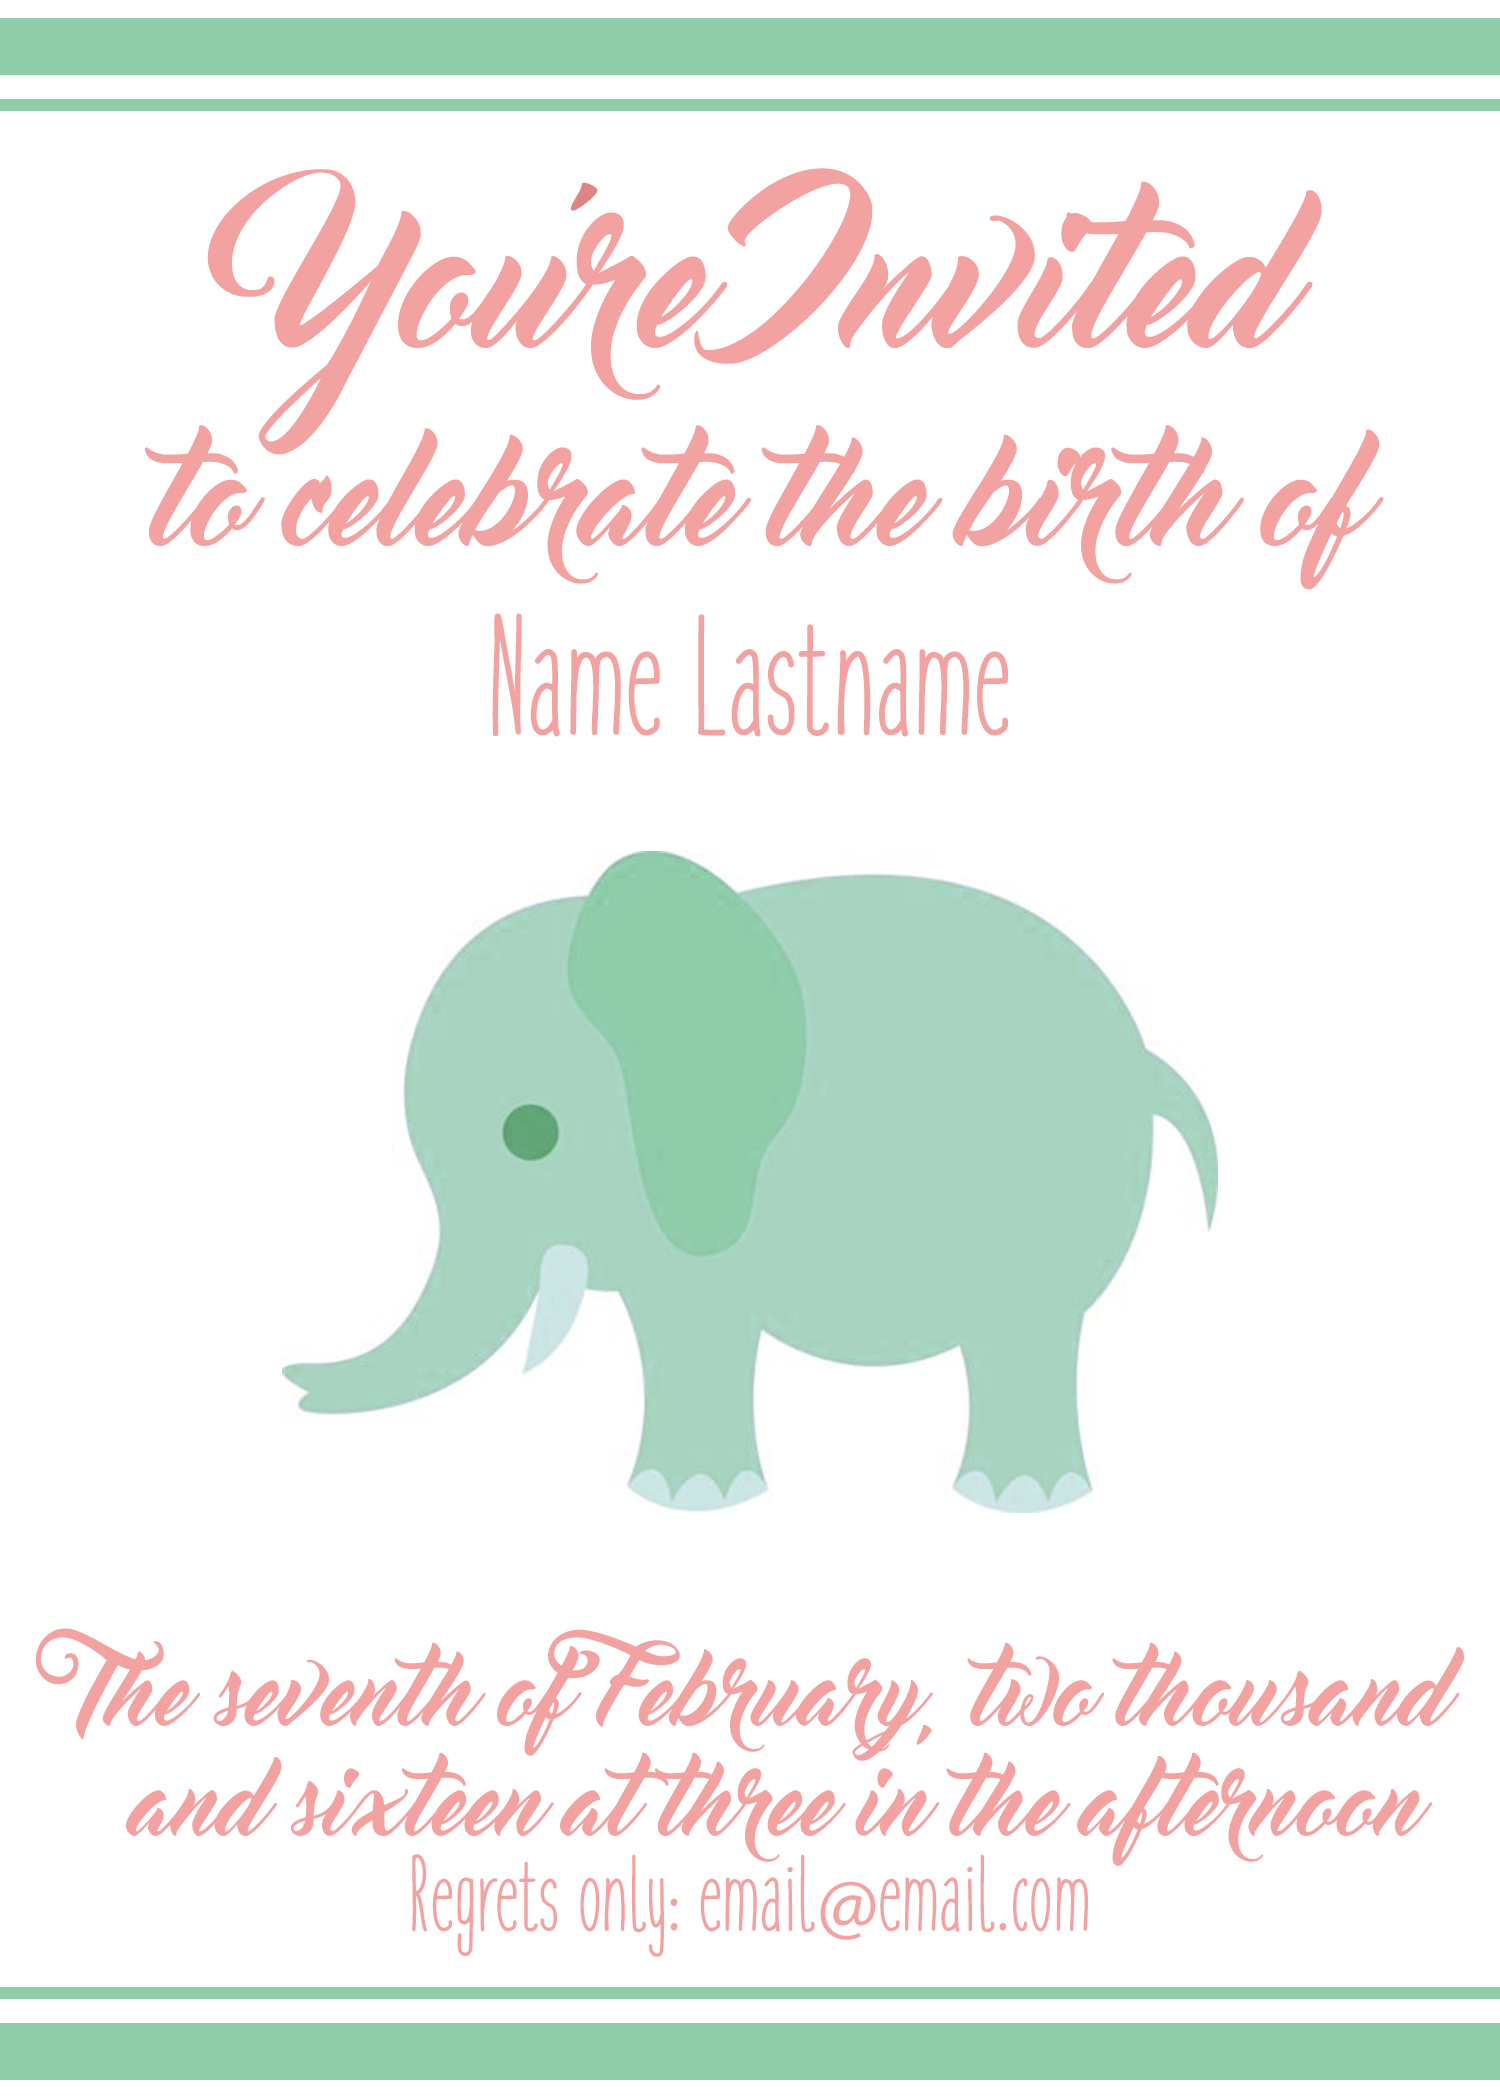 You're Invited
to celebrate the birth of
Name Lastname
The seventh of February, two thousand
and sixteen at three in the afternoon
Regrets only: email@email.com